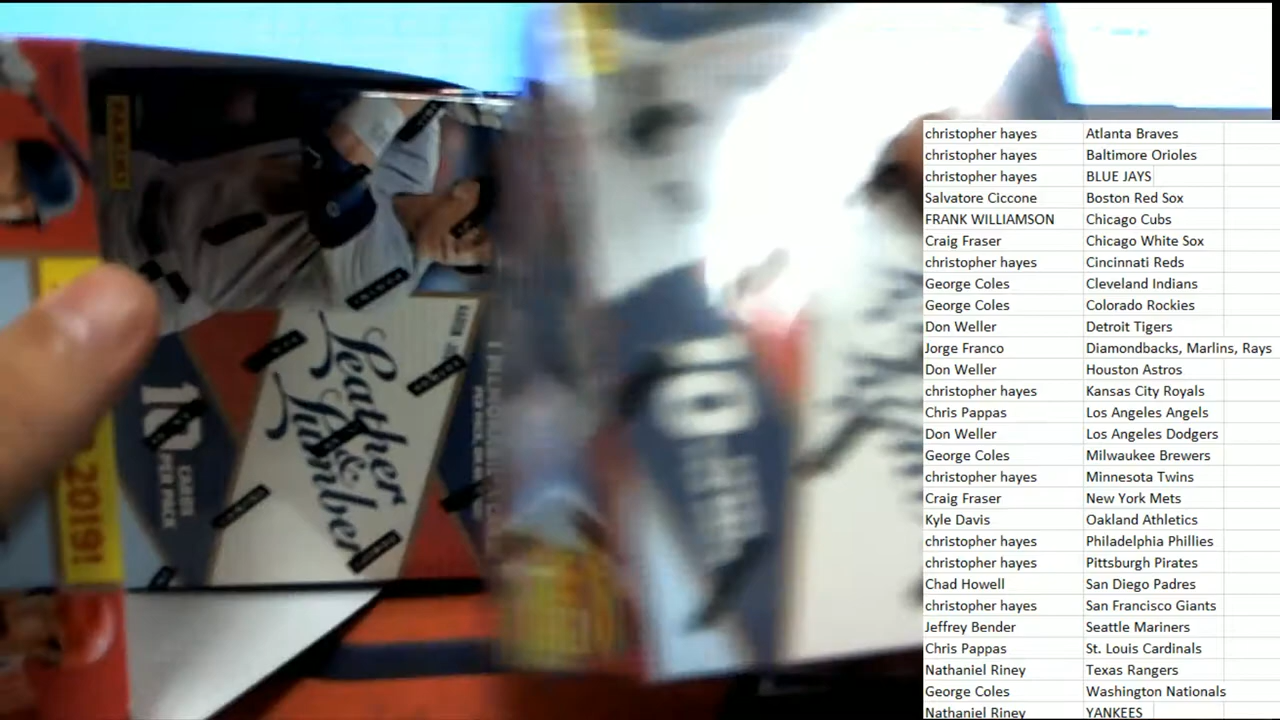 PANINI
Leather
&
Lumber
10
CARDS
PER PACK
2019!
10
christopher hayes Atlanta Braves
christopher hayes Baltimore Orioles
christopher hayes BLUE JAYS
Salvatore Ciccone Boston Red Sox
FRANK WILLIAMSON Chicago Cubs
Craig Fraser Chicago White Sox
christopher hayes Cincinnati Reds
George Coles Cleveland Indians
George Coles Colorado Rockies
Don Weller Detroit Tigers
Jorge Franco Diamondbacks, Marlins, Rays
Don Weller Houston Astros
christopher hayes Kansas City Royals
Chris Pappas Los Angeles Angels
Don Weller Los Angeles Dodgers
George Coles Milwaukee Brewers
christopher hayes Minnesota Twins
Craig Fraser New York Mets
Kyle Davis Oakland Athletics
christopher hayes Philadelphia Phillies
christopher hayes Pittsburgh Pirates
Chad Howell San Diego Padres
christopher hayes San Francisco Giants
Jeffrey Bender Seattle Mariners
Chris Pappas St. Louis Cardinals
Nathaniel Riney Texas Rangers
George Coles Washington Nationals
Nathaniel Riney YANKEES